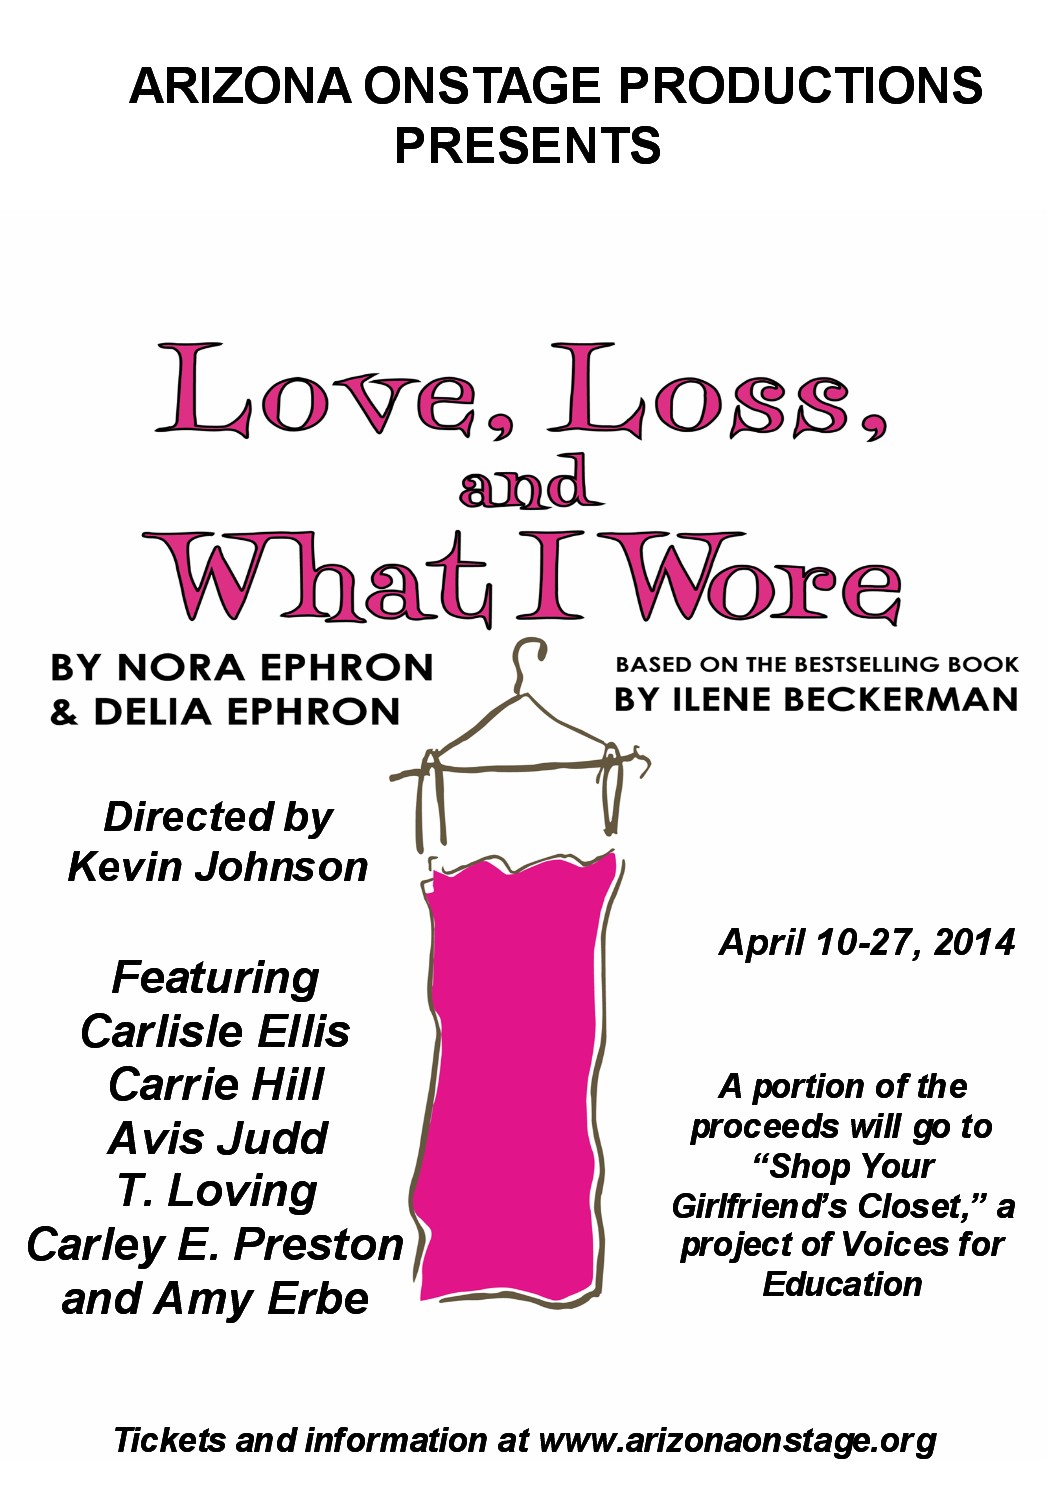 ARIZONA ONSTAGE PRODUCTIONS
PRESENTS
Love, Loss,
and
What I Wore
BY NORA EPHRON
& DELIA EPHRON
BASED ON THE BESTSELLING BOOK
BY ILENE BECKERMAN
Directed by
Kevin Johnson
Featuring
Carlisle Ellis
Carrie Hill
Avis Judd
T. Loving
Carley E. Preston
and Amy Erbe
April 10-27, 2014
A portion of the
proceeds will go to
“Shop Your
Girlfriend’s Closet,” a
project of Voices for
Education
Tickets and information at www.arizonaonstage.org